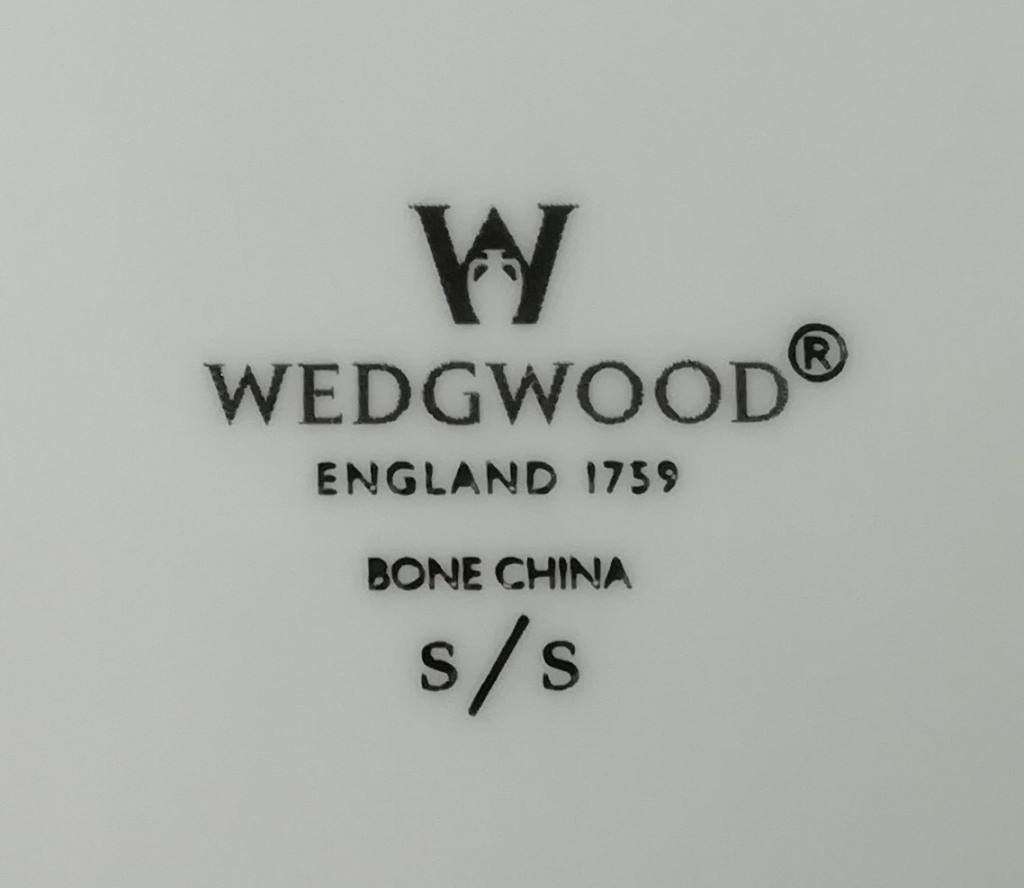 W
WEDGWOOD®
ENGLAND 1759
BONE CHINA
S/S